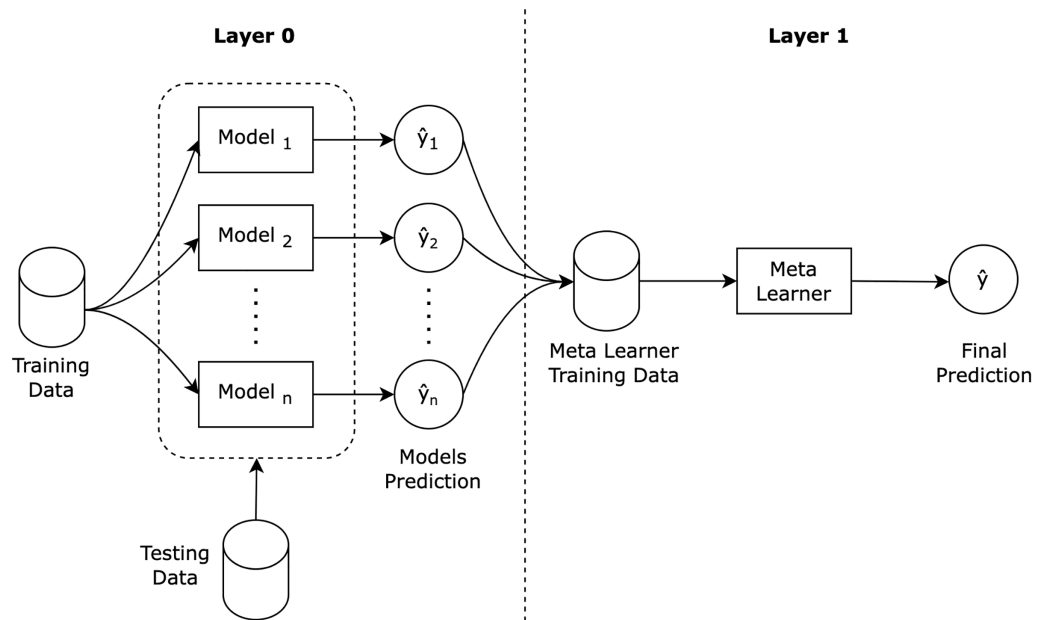 Layer 0
Layer 1
Model 1
ŷ1
Model 2
ŷ2
Training
Data
Model n
ŷn
Models
Prediction
Testing
Data
Meta Learner
Training Data
Meta
Learner
ŷ
Final
Prediction